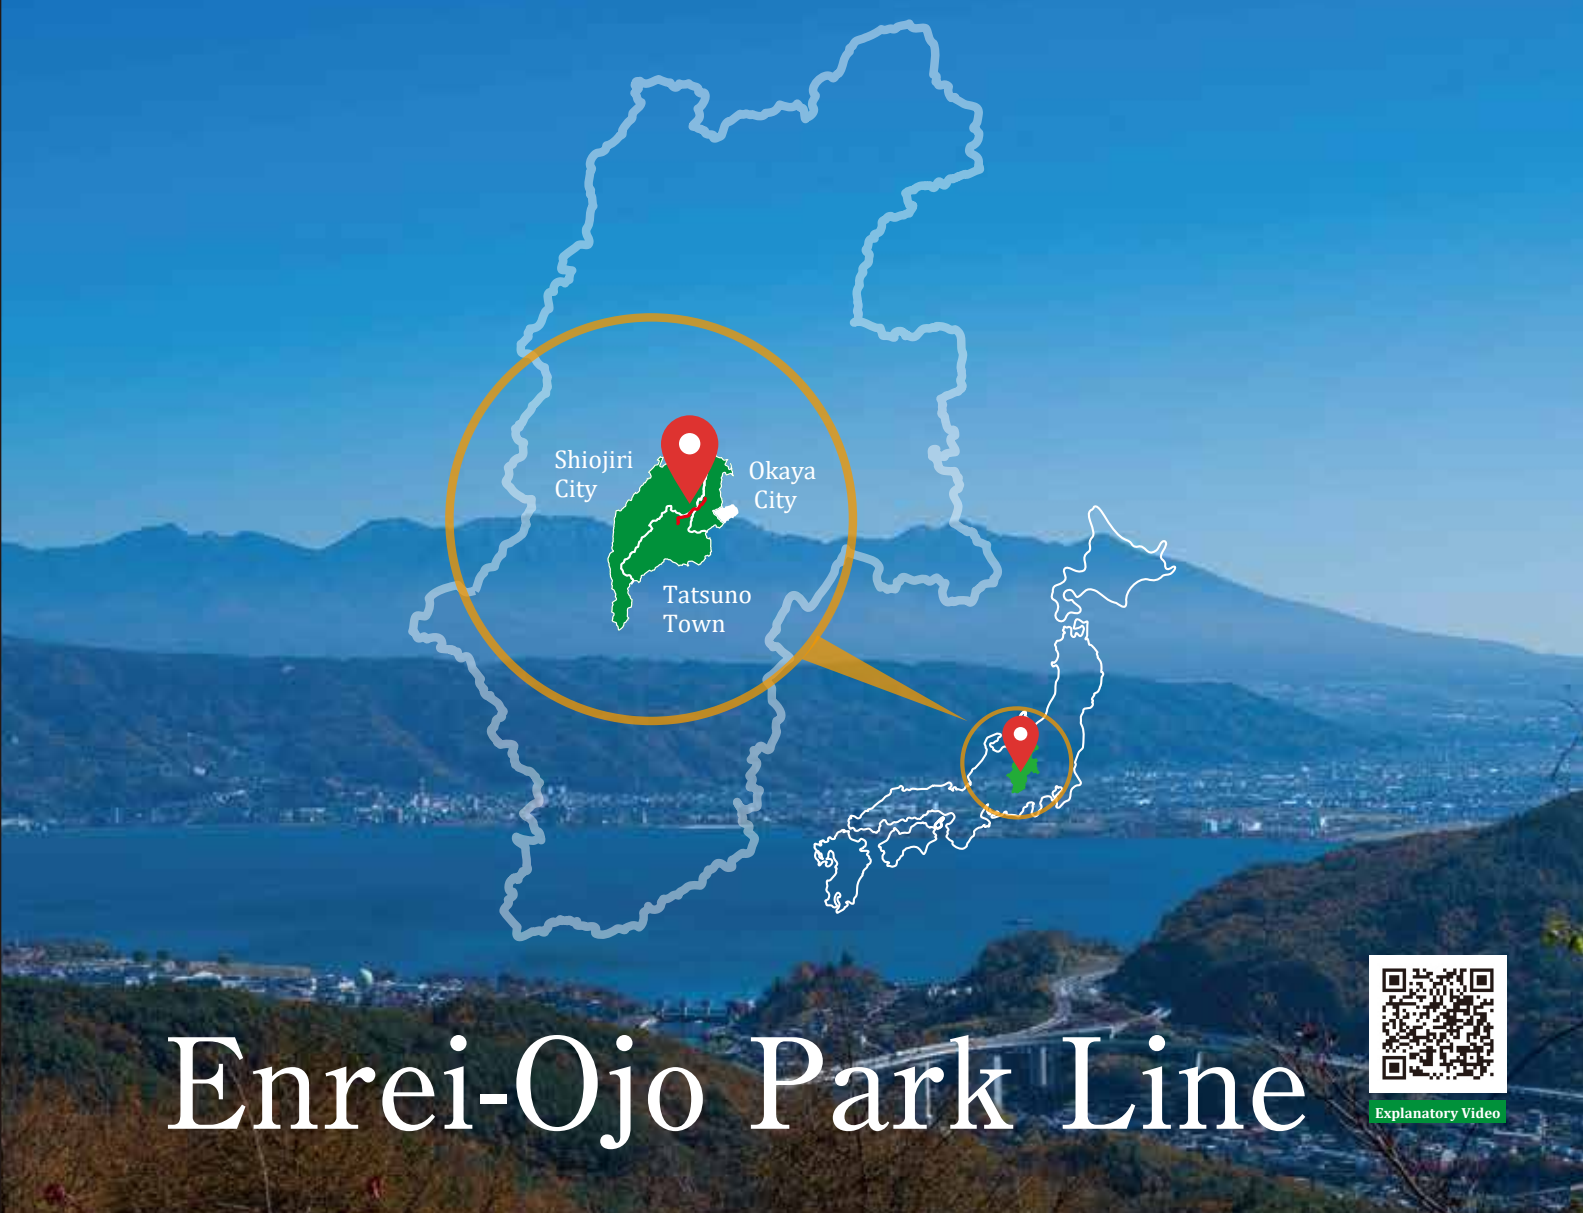 Shiojiri
City
Okaya
City
Tatsuno
Town
Enrei-Ojo Park Line
Explanatory Video